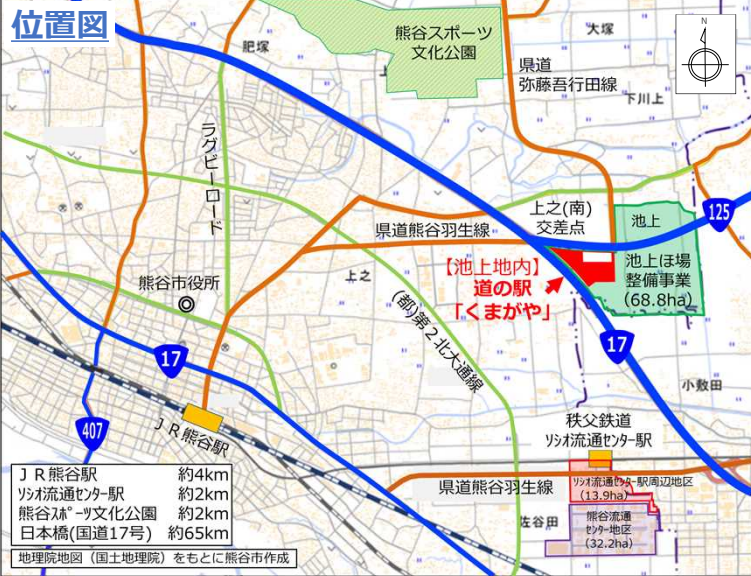 位置図
肥塚
熊谷スポーツ
文化公園
大塚
N
県道
弥藤吾行田線
下川上
ラグビーロード
上之(南)
交差点
池上
125
県道熊谷羽生線
池上ほ場
整備事業
(68.8ha)
【池上地内】
道の駅
「くまがや」
上之
熊谷市役所
(都)第2北大通線
17
17
小敷田
407
JR熊谷駅
秩父鉄道
ソシオ流通センター駅
県道熊谷羽生線
ソシオ流通センター駅周辺地区
(13.9ha)
佐谷田
熊谷流通
センター地区
(32.2ha)
JR熊谷駅 約4km
ソシオ流通センター駅 約2km
熊谷スポーツ文化公園 約2km
日本橋(国道17号) 約65km
地理院地図(国土地理院)をもとに熊谷市作成